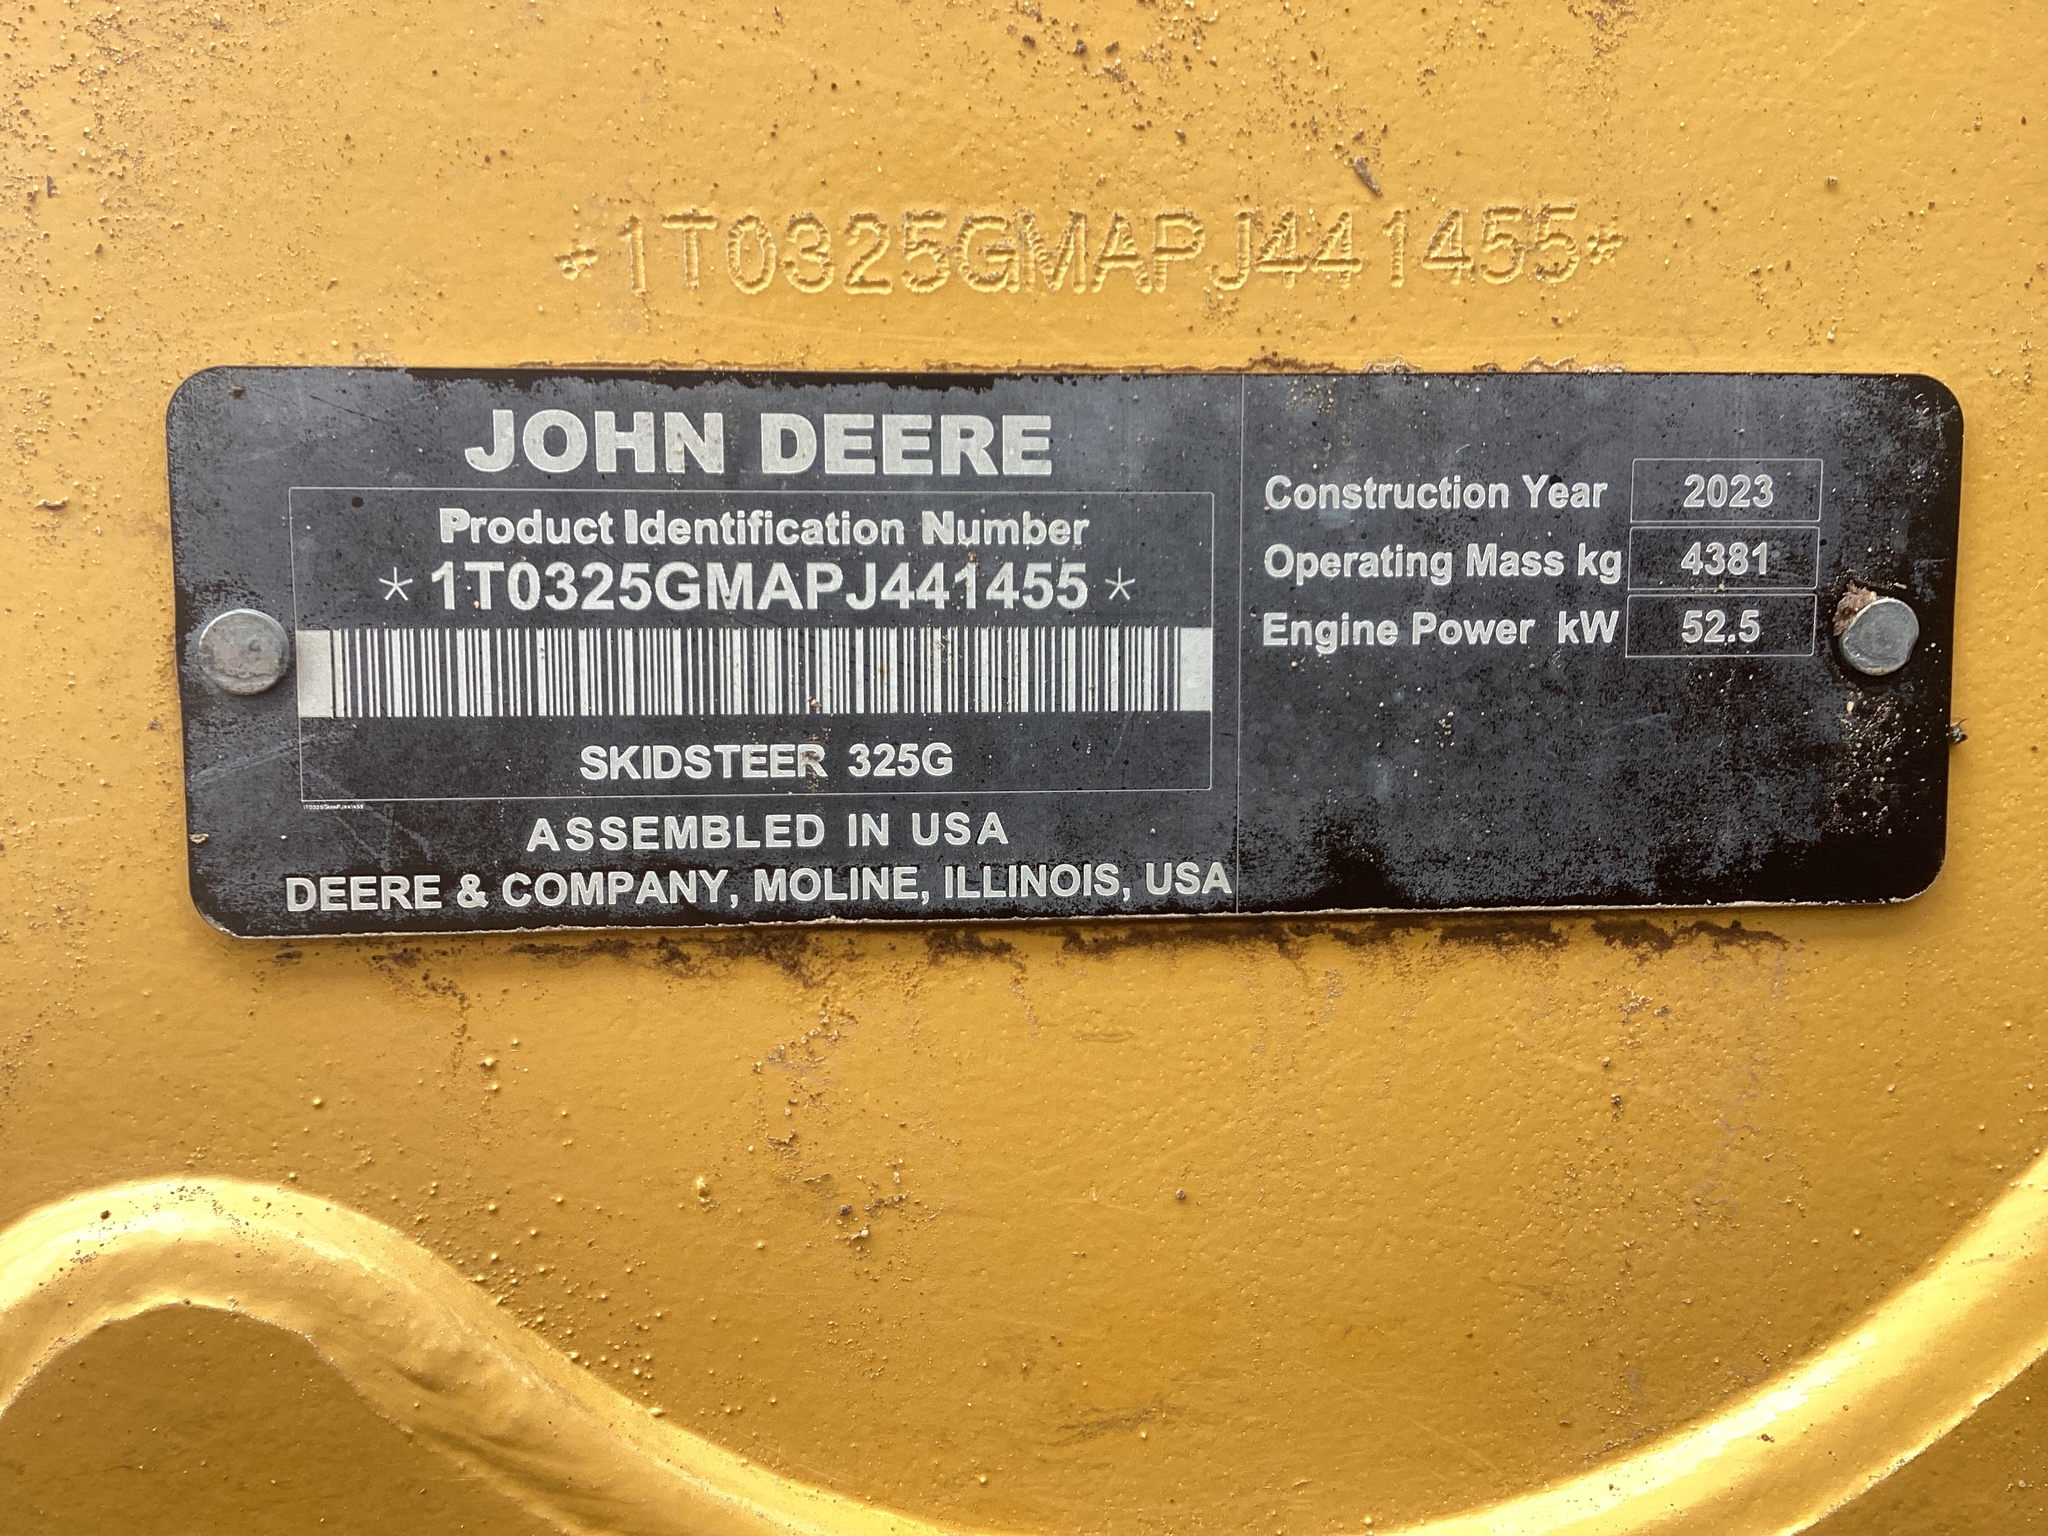 *1T0325GMAPJ441455*
JOHN DEERE
Product Identification Number
*1T0325GMAPJ441455*
SKIDSTEER 325G
1T0325GMAPJ441455
ASSEMBLED IN USA
DEERE & COMPANY, MOLINE, ILLINOIS, USA
Construction Year 2023
Operating Mass kg 4381
Engine Power kW 52.5